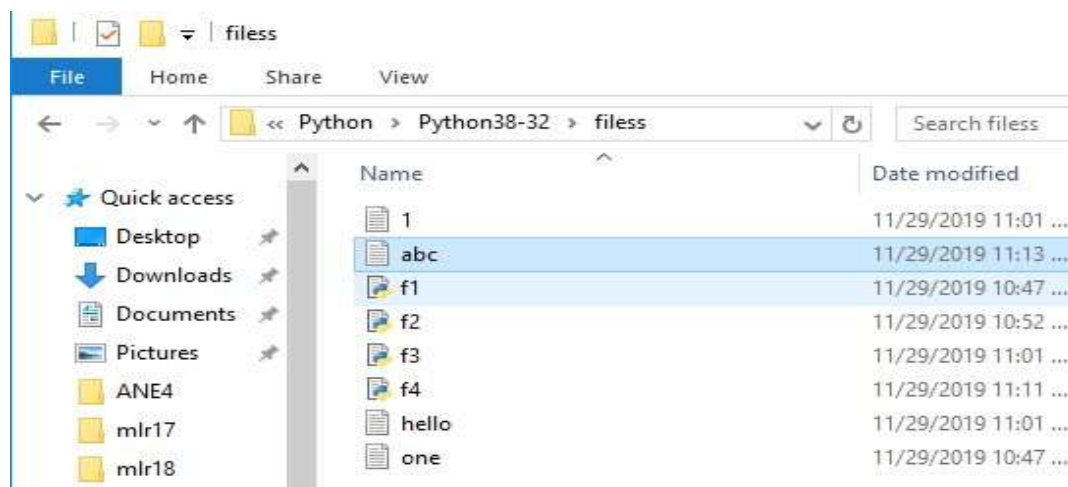 filess
File Home Share View
« Python › Python38-32 › filess Search filess
Name Date modified
Quick access
Desktop
Downloads
Documents
Pictures
ANE4
mlr17
mlr18
1 11/29/2019 11:01 ...
abc 11/29/2019 11:13 ...
f1 11/29/2019 10:47 ...
f2 11/29/2019 10:52 ...
f3 11/29/2019 11:01 ...
f4 11/29/2019 11:11 ...
hello 11/29/2019 11:01 ...
one 11/29/2019 10:47 ...